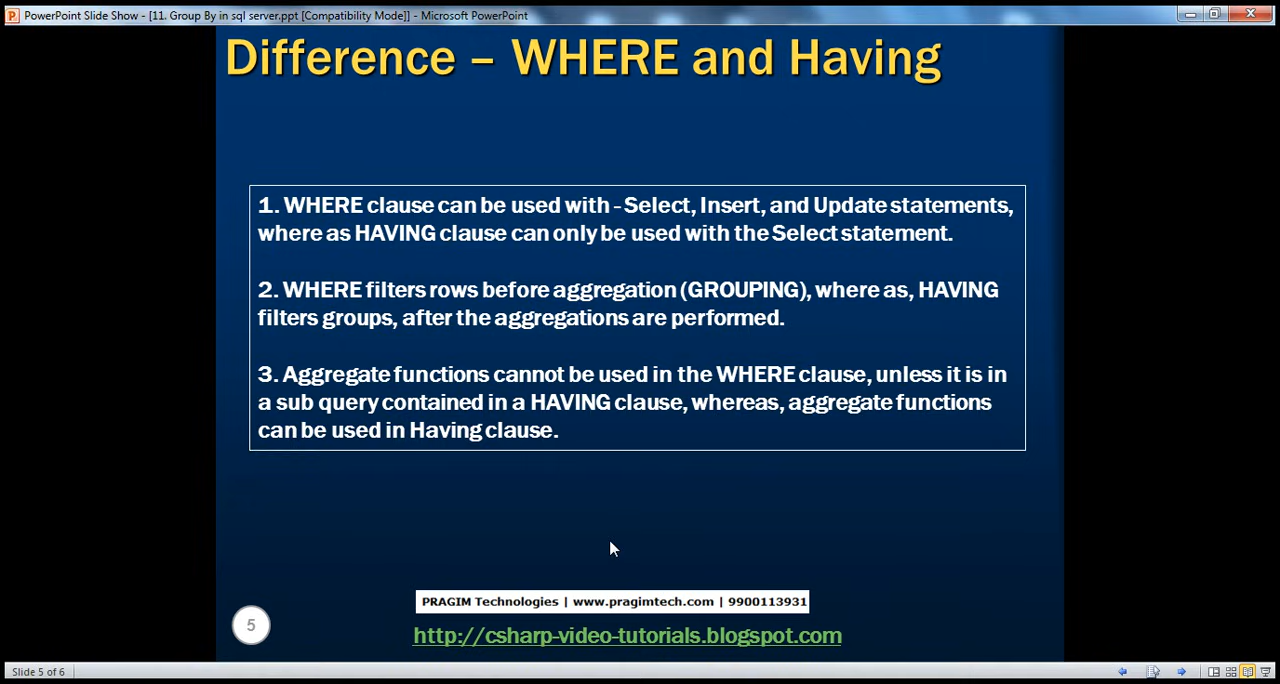 PowerPoint Slide Show - [11. Group By in sql server.ppt [Compatibility Mode]] - Microsoft PowerPoint
Difference – WHERE and Having
1. WHERE clause can be used with - Select, Insert, and Update statements,
where as HAVING clause can only be used with the Select statement.
2. WHERE filters rows before aggregation (GROUPING), where as, HAVING
filters groups, after the aggregations are performed.
3. Aggregate functions cannot be used in the WHERE clause, unless it is in
a sub query contained in a HAVING clause, whereas, aggregate functions
can be used in Having clause.
PRAGIM Technologies | www.pragimtech.com | 9900113931
5
http://csharp-video-tutorials.blogspot.com
Slide 5 of 6